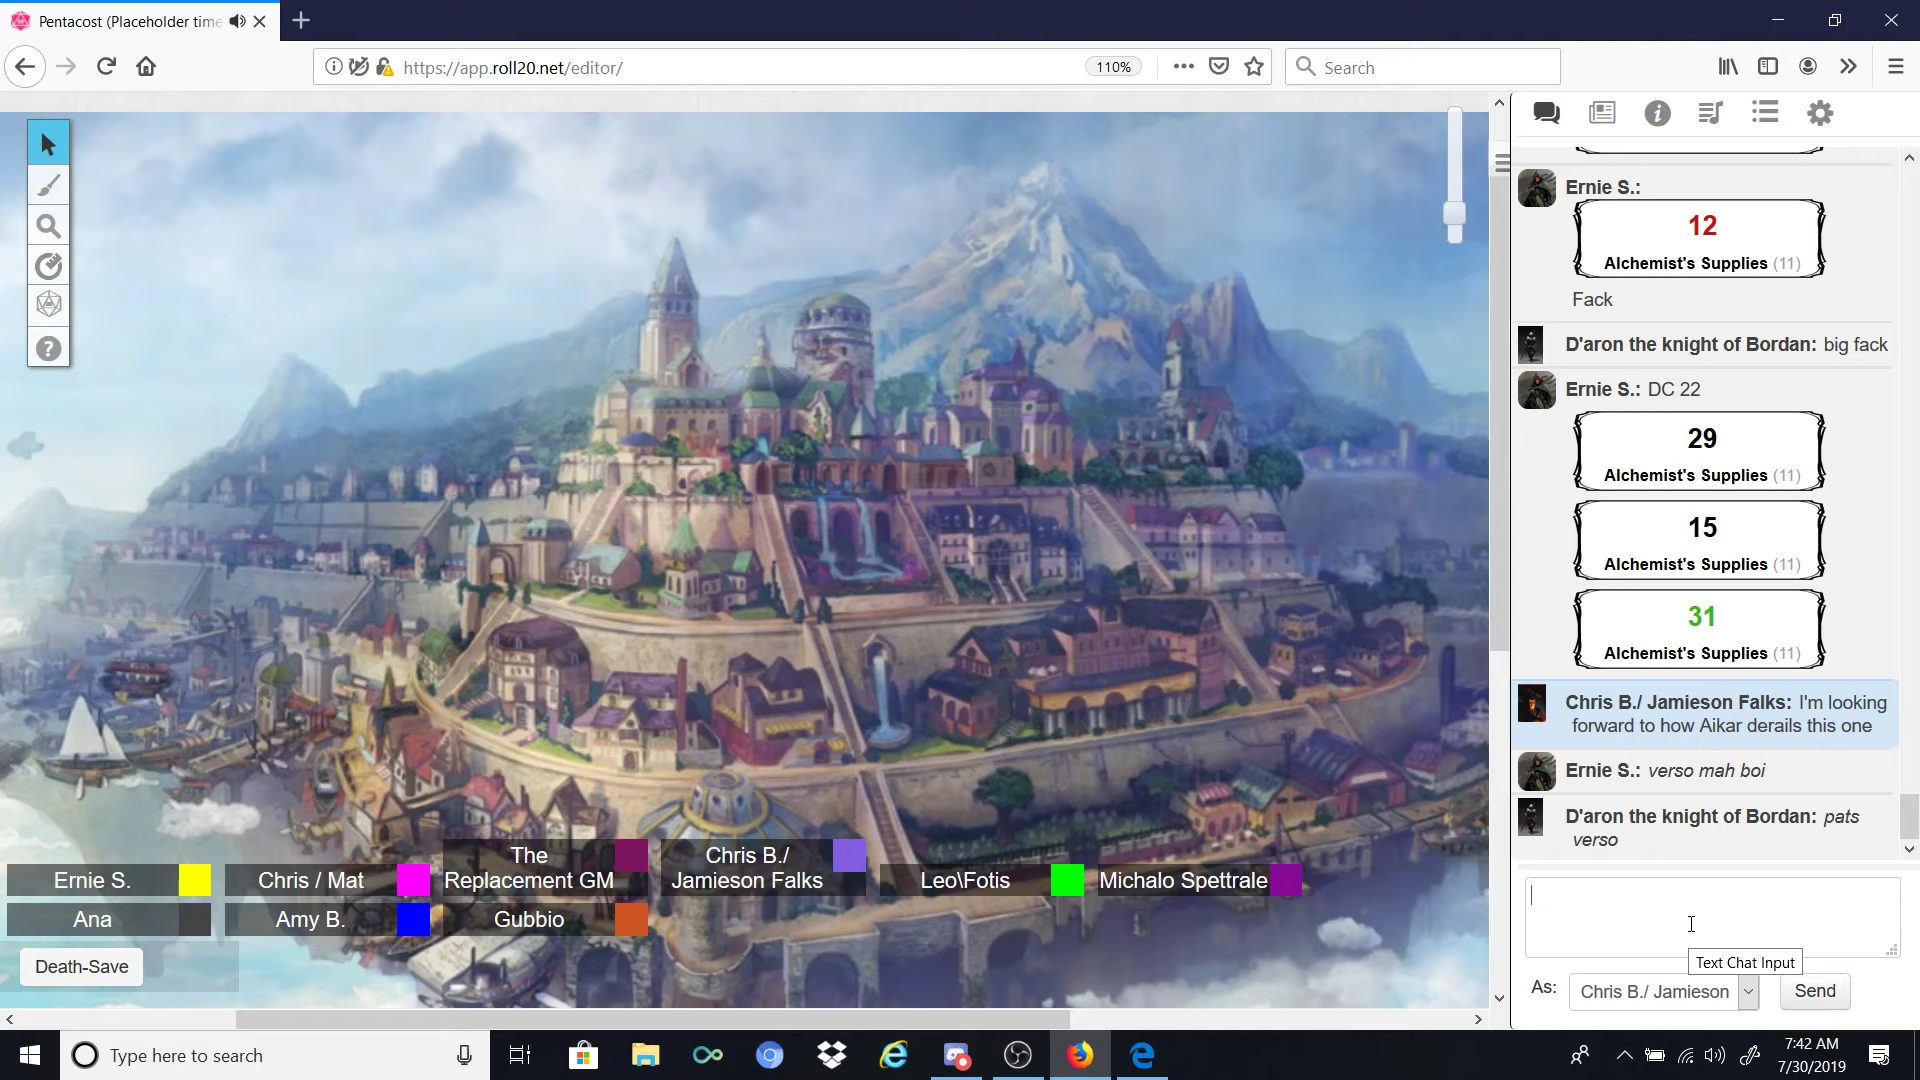 Pentacost (Placeholder time
https://app.roll20.net/editor/
110%
Search
Ernie S.:
12
Alchemist's Supplies (11)
Fack
D'aron the knight of Bordan: big fack
Ernie S.: DC 22
29
Alchemist's Supplies (11)
15
Alchemist's Supplies (11)
31
Alchemist's Supplies (11)
Chris B./ Jamieson Falks: I'm looking
forward to how Aikar derails this one
Ernie S.: verso mah boi
D'aron the knight of Bordan: pats
verso
Ernie S.
Chris / Mat
The
Replacement GM
Chris B./
Jamieson Falks
Leo\Fotis
Michalo Spettrale
Ana
Amy B.
Gubbio
Death-Save
Text Chat Input
As:
Chris B./ Jamieson
Send
Type here to search
7:42 AM
7/30/2019